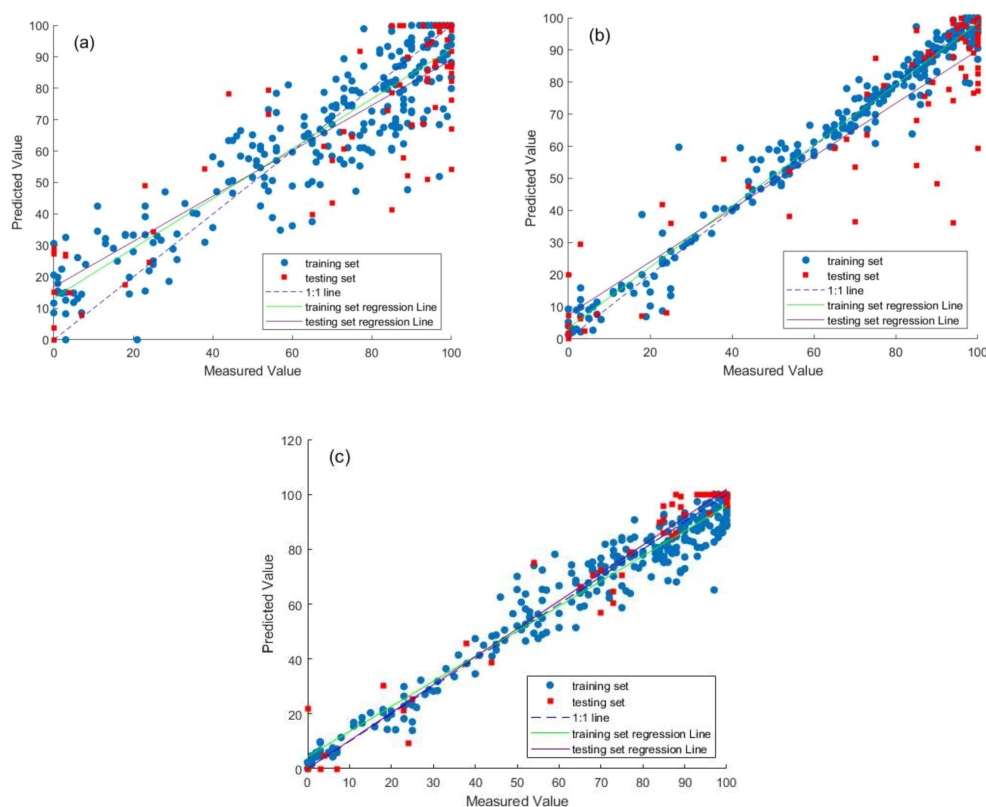 (a)
100
90
80
70
60
50
40
30
20
10
0
Predicted Value
0
20
40
60
80
100
Measured Value
training set
testing set
1:1 line
training set regression Line
testing set regression Line
(b)
100
90
80
70
60
50
40
30
20
10
0
Predicted Value
0
20
40
60
80
100
Measured Value
training set
testing set
1:1 line
training set regression Line
testing set regression Line
(c)
120
100
80
60
40
20
0
Predicted Value
0
10
20
30
40
50
60
70
80
90
100
Measured Value
training set
testing set
1:1 line
training set regression Line
testing set regression Line